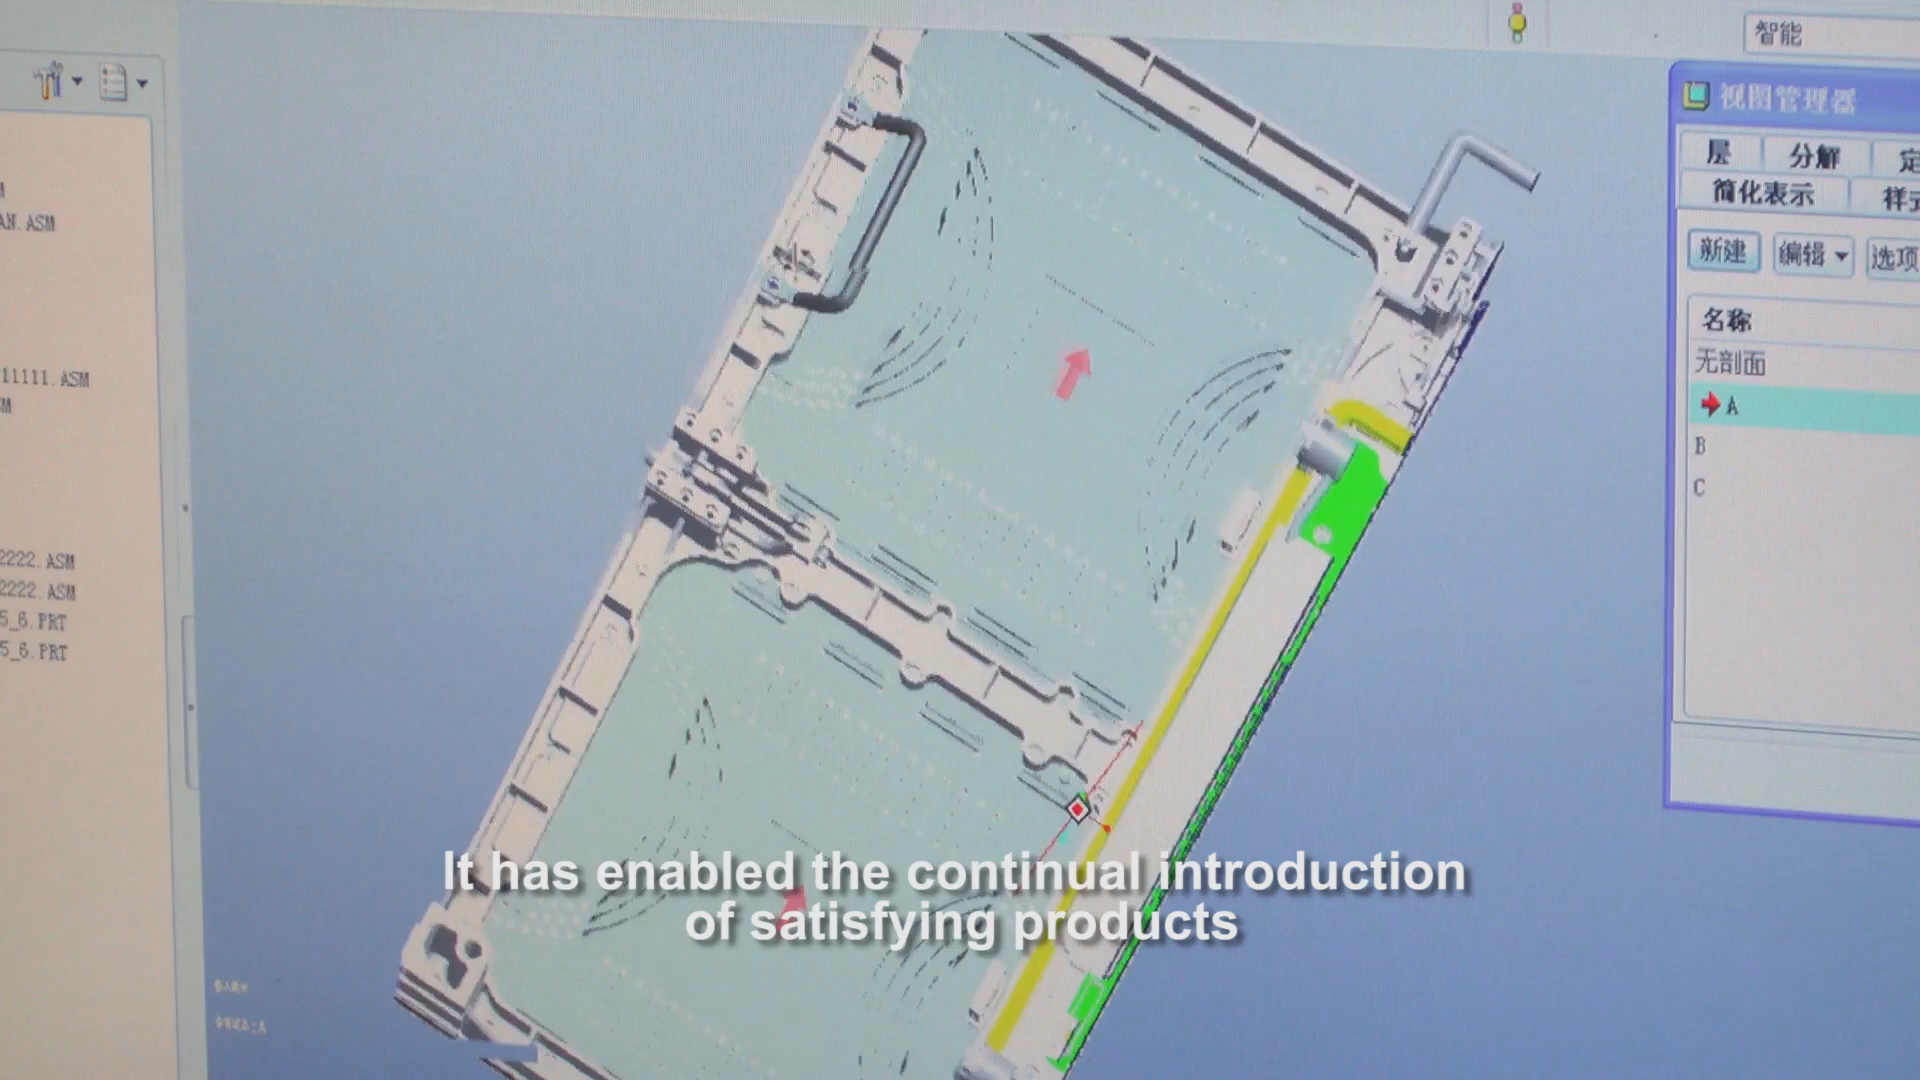 智能
视图管理器
层 分解
简化表示
新建 编辑 选项
名称
无剖面
A
B
C
AN.ASM
11111.ASM
2222.ASM
2222.ASM
5_6.PRT
5_6.PRT
It has enabled the continual introduction
of satisfying products